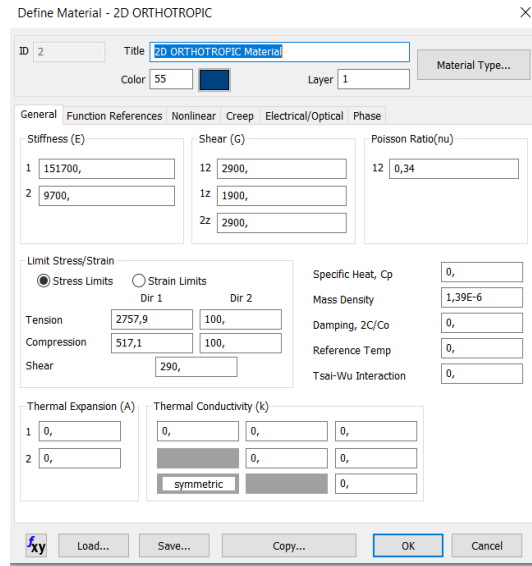 Define Material - 2D ORTHOTROPIC
ID 2 Title 2D ORTHOTROPIC Material
Color 55 Layer 1 Material Type...
General Function References Nonlinear Creep Electrical/Optical Phase
Stiffness (E) Shear (G) Poisson Ratio(nu)
1 151700, 12 2900, 12 0,34
2 9700, 1z 1900,
2z 2900,
Limit Stress/Strain
Stress Limits Strain Limits Specific Heat, Cp 0,
Dir 1 Dir 2 Mass Density 1,39E-6
Tension 2757,9 100, Damping, 2C/Co 0,
Compression 517,1 100, Reference Temp 0,
Shear 290, Tsai-Wu Interaction 0,
Thermal Expansion (A) Thermal Conductivity (k)
1 0, 0, 0, 0,
2 0, 0, 0,
symmetric 0,
fxy Load... Save... Copy... OK Cancel